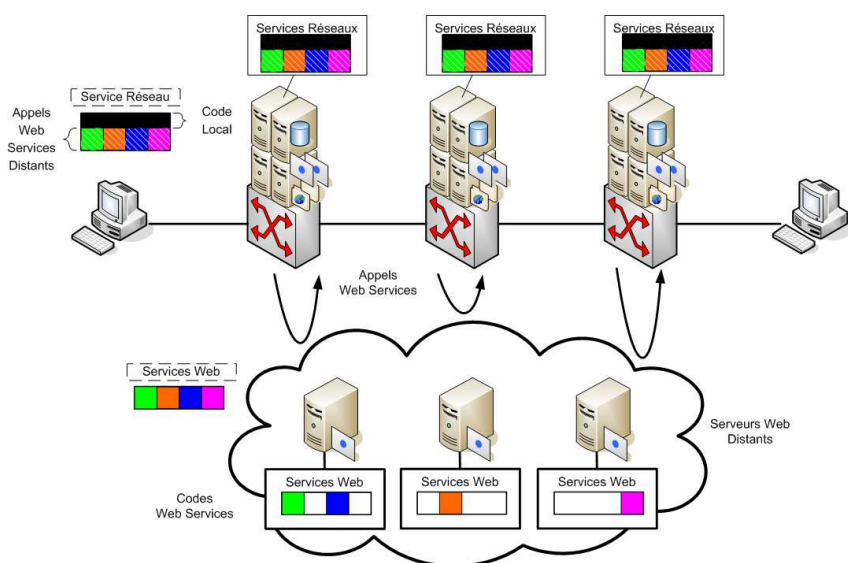 Services Réseaux
Services Réseaux
Services Réseaux
Service Réseau
Appels
Web
Services
Distants
Code
Local
Appels
Web Services
Services Web
Serveurs Web
Distants
Services Web
Services Web
Services Web
Codes
Web Services